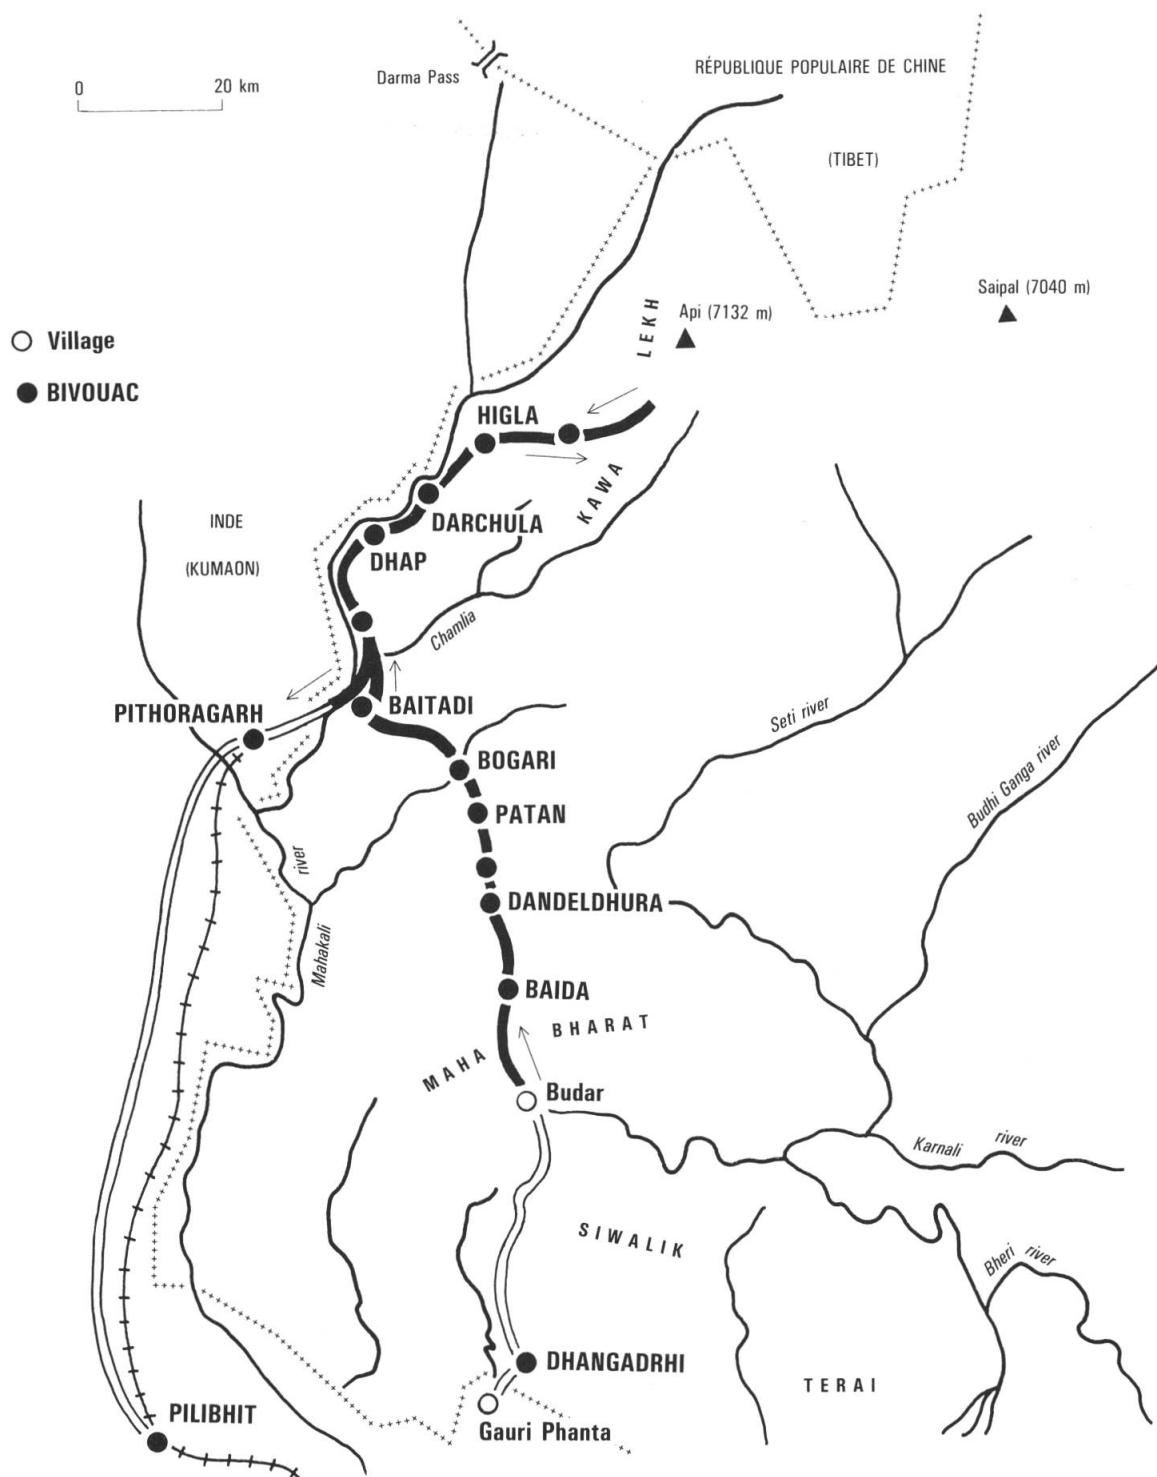 0 20 km
Darma Pass
RÉPUBLIQUE POPULAIRE DE CHINE
(TIBET)
Saipal (7040 m)
Api (7132 m)
LEKH
Village
BIVOUAC
HIGLA
KAWA
DARCHULA
INDE
(KUMAON)
DHAP
Chamlia
BAITADI
PITHORAGARH
Seti river
BOGARI
Budhi Ganga river
PATAN
river
DANDELDHURA
Mahakali
BAIDA
MAHA BHARAT
Budar
Karnali river
SIWALIK
Bheri river
DHANGADRHI
TERAI
PILIBHIT
Gauri Phanta